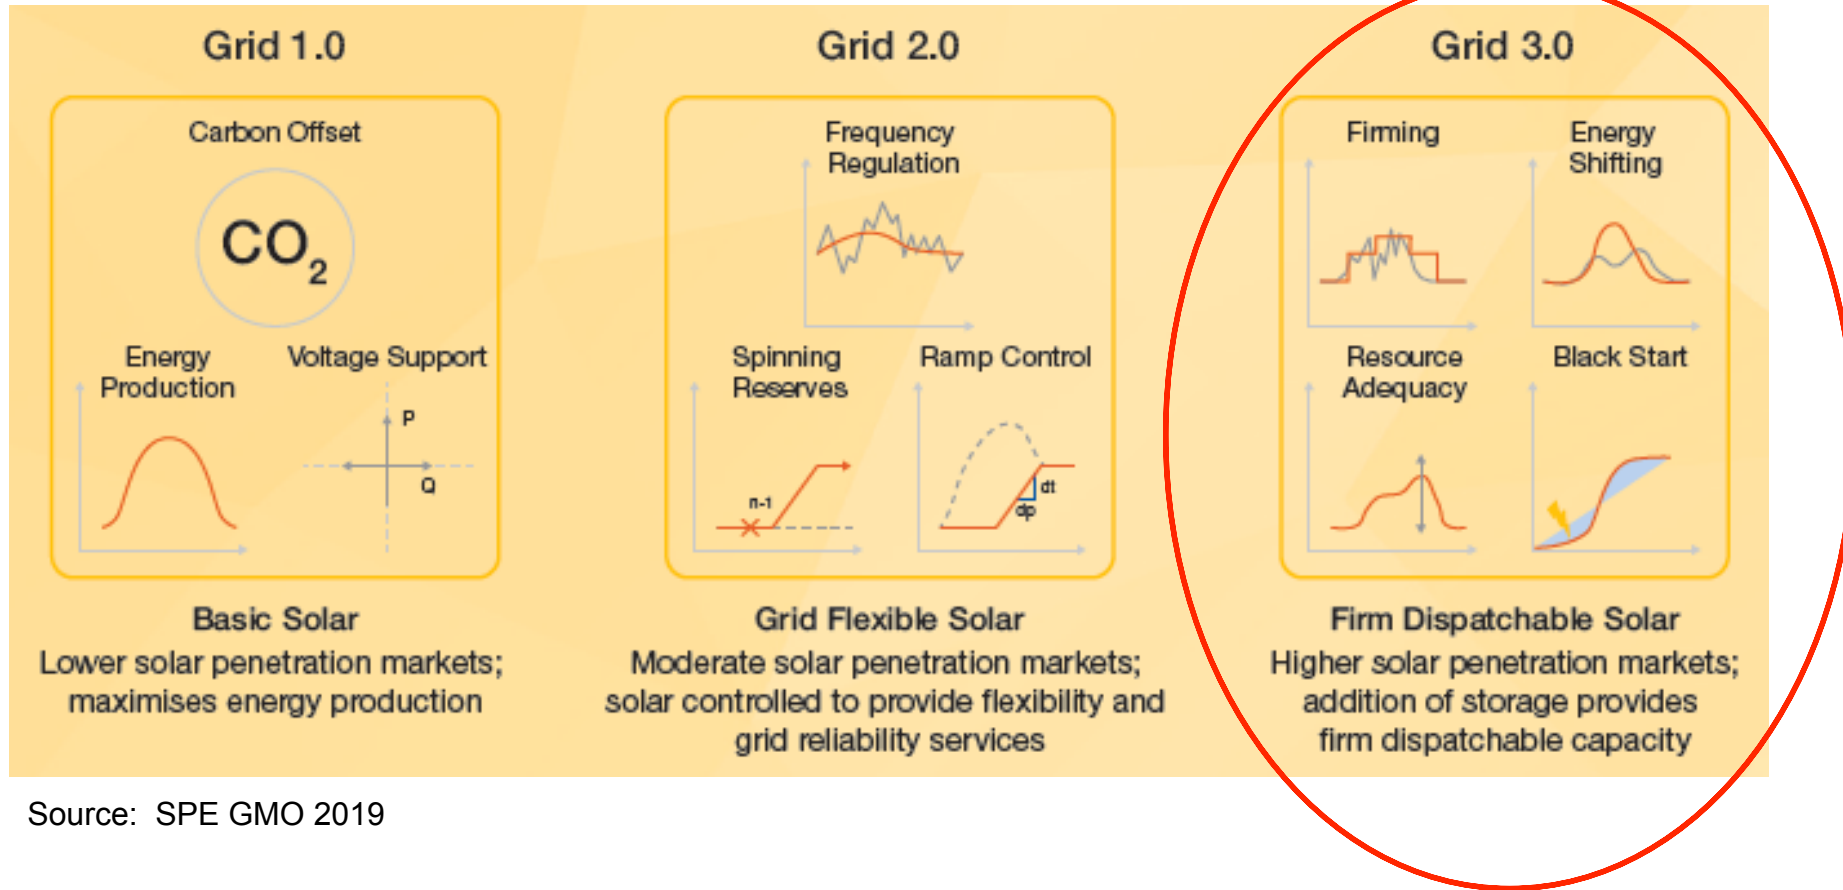 Grid 1.0
Carbon Offset
CO2
Energy
Production
Voltage Support
P
Q
Basic Solar
Lower solar penetration markets;
maximises energy production
Grid 2.0
Frequency
Regulation
Spinning
Reserves
n-1
Ramp Control
dt
dp
Grid Flexible Solar
Moderate solar penetration markets;
solar controlled to provide flexibility and
grid reliability services
Grid 3.0
Firming
Energy
Shifting
Resource
Adequacy
Black Start
Firm Dispatchable Solar
Higher solar penetration markets;
addition of storage provides
firm dispatchable capacity
Source: SPE GMO 2019